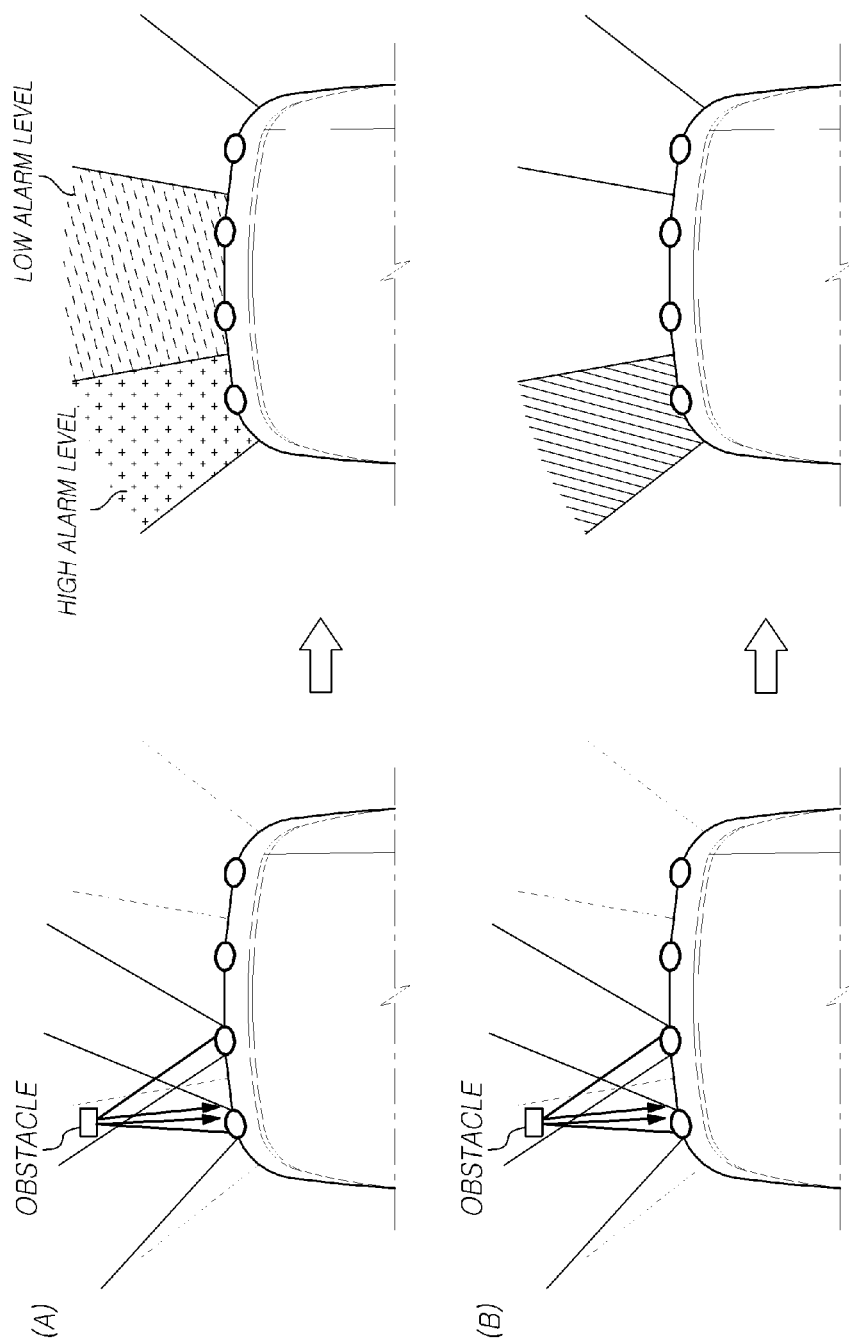 (A)
OBSTACLE
HIGH ALARM LEVEL
LOW ALARM LEVEL
(B)
OBSTACLE